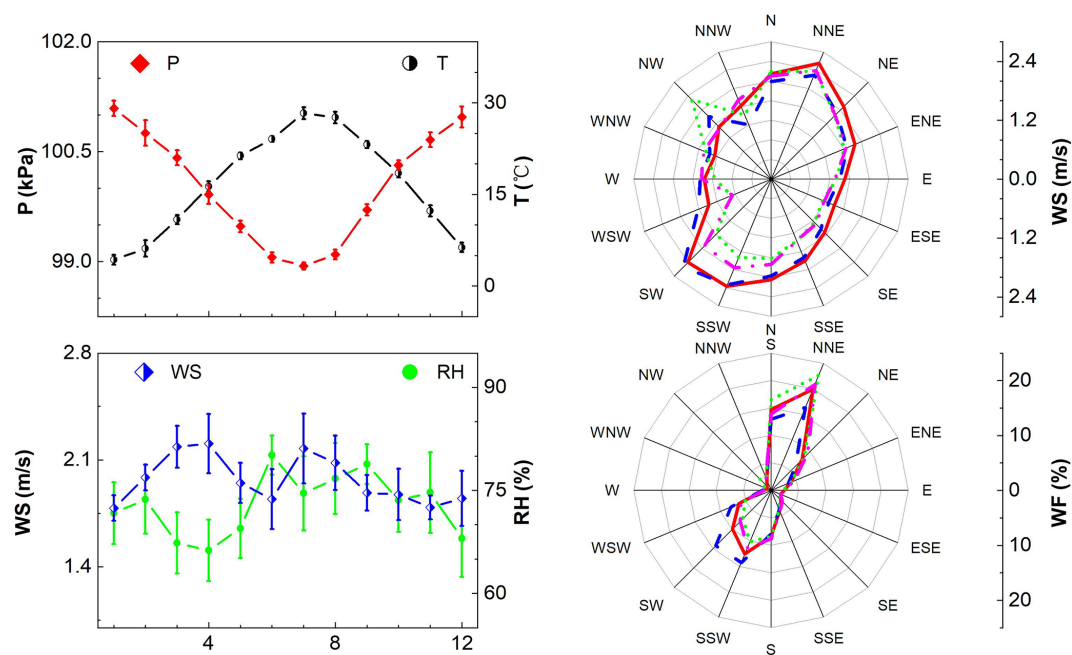 102.0
100.5
99.0
P (kPa)
P
T
30
15
0
T (℃)
N
NNE
NE
ENE
E
ESE
SE
SSE
S
SSW
SW
WSW
W
WNW
NW
NNW
2.4
1.2
0.0
1.2
2.4
WS (m/s)
2.8
2.1
1.4
WS (m/s)
WS
RH
90
75
60
RH (%)
4
8
12
N
NNE
NE
ENE
E
ESE
SE
SSE
S
SSW
SW
WSW
W
WNW
NW
NNW
20
10
0
10
20
WF (%)